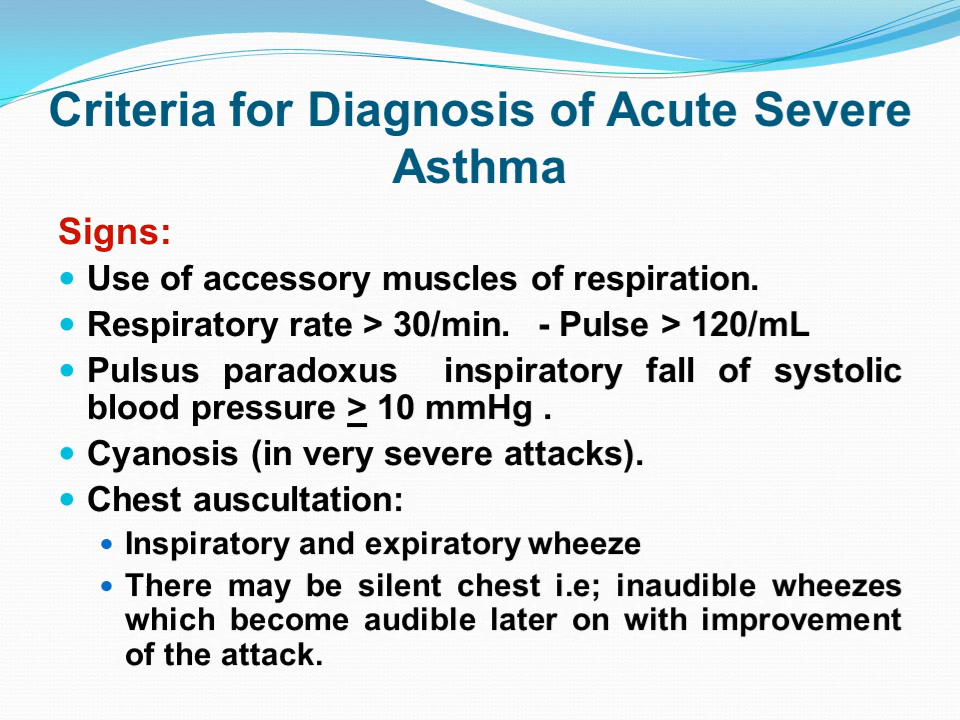 Criteria for Diagnosis of Acute Severe
Asthma
Signs:
Use of accessory muscles of respiration.
Respiratory rate > 30/min. - Pulse > 120/mL
Pulsus paradoxus inspiratory fall of systolic
blood pressure ≥ 10 mmHg .
Cyanosis (in very severe attacks).
Chest auscultation:
Inspiratory and expiratory wheeze
There may be silent chest i.e; inaudible wheezes
which become audible later on with improvement
of the attack.